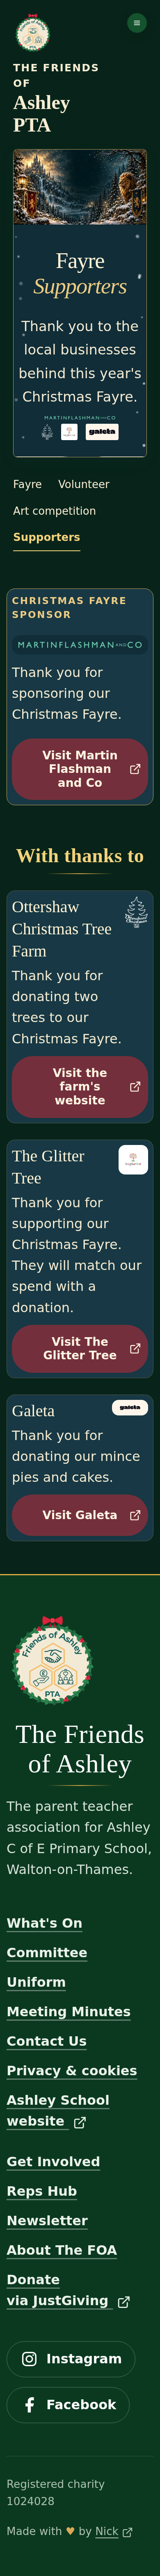 THE FRIENDS
OF
Ashley
PTA
Fayre
Supporters
Thank you to the
local businesses
behind this year's
Christmas Fayre.
MARTINFLASHMANANDCO
galeta
Fayre
Volunteer
Art competition
Supporters
CHRISTMAS FAYRE
SPONSOR
MARTINFLASHMANANDCO
Thank you for
sponsoring our
Christmas Fayre.
Visit Martin
Flashman
and Co
With thanks to
Ottershaw
Christmas Tree
Farm
Thank you for
donating two
trees to our
Christmas Fayre.
Visit the
farm's
website
The Glitter
Tree
Thank you for
supporting our
Christmas Fayre.
They will match our
spend with a
donation.
Visit The
Glitter Tree
Galeta
galeta
Thank you for
donating our mince
pies and cakes.
Visit Galeta
Friends of Ashley
PTA
The Friends
of Ashley
The parent teacher
association for Ashley
C of E Primary School,
Walton-on-Thames.
What's On
Committee
Uniform
Meeting Minutes
Contact Us
Privacy & cookies
Ashley School
website
Get Involved
Reps Hub
Newsletter
About The FOA
Donate
via JustGiving
Instagram
Facebook
Registered charity
1024028
Made with ♥ by Nick